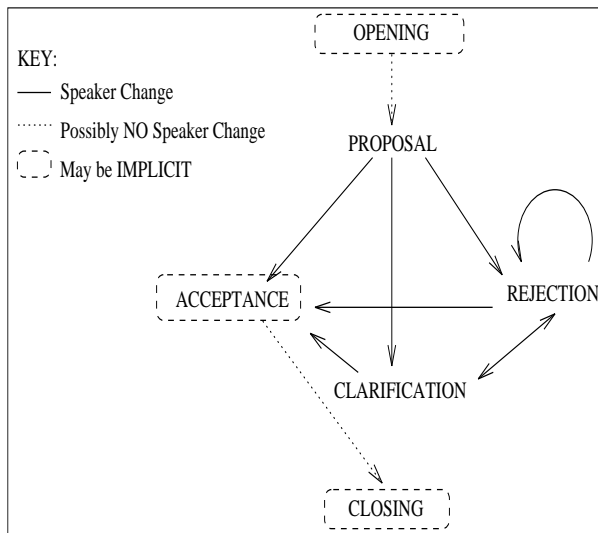 OPENING
KEY:
Speaker Change
Possibly NO Speaker Change
May be IMPLICIT
PROPOSAL
ACCEPTANCE
REJECTION
CLARIFICATION
CLOSING